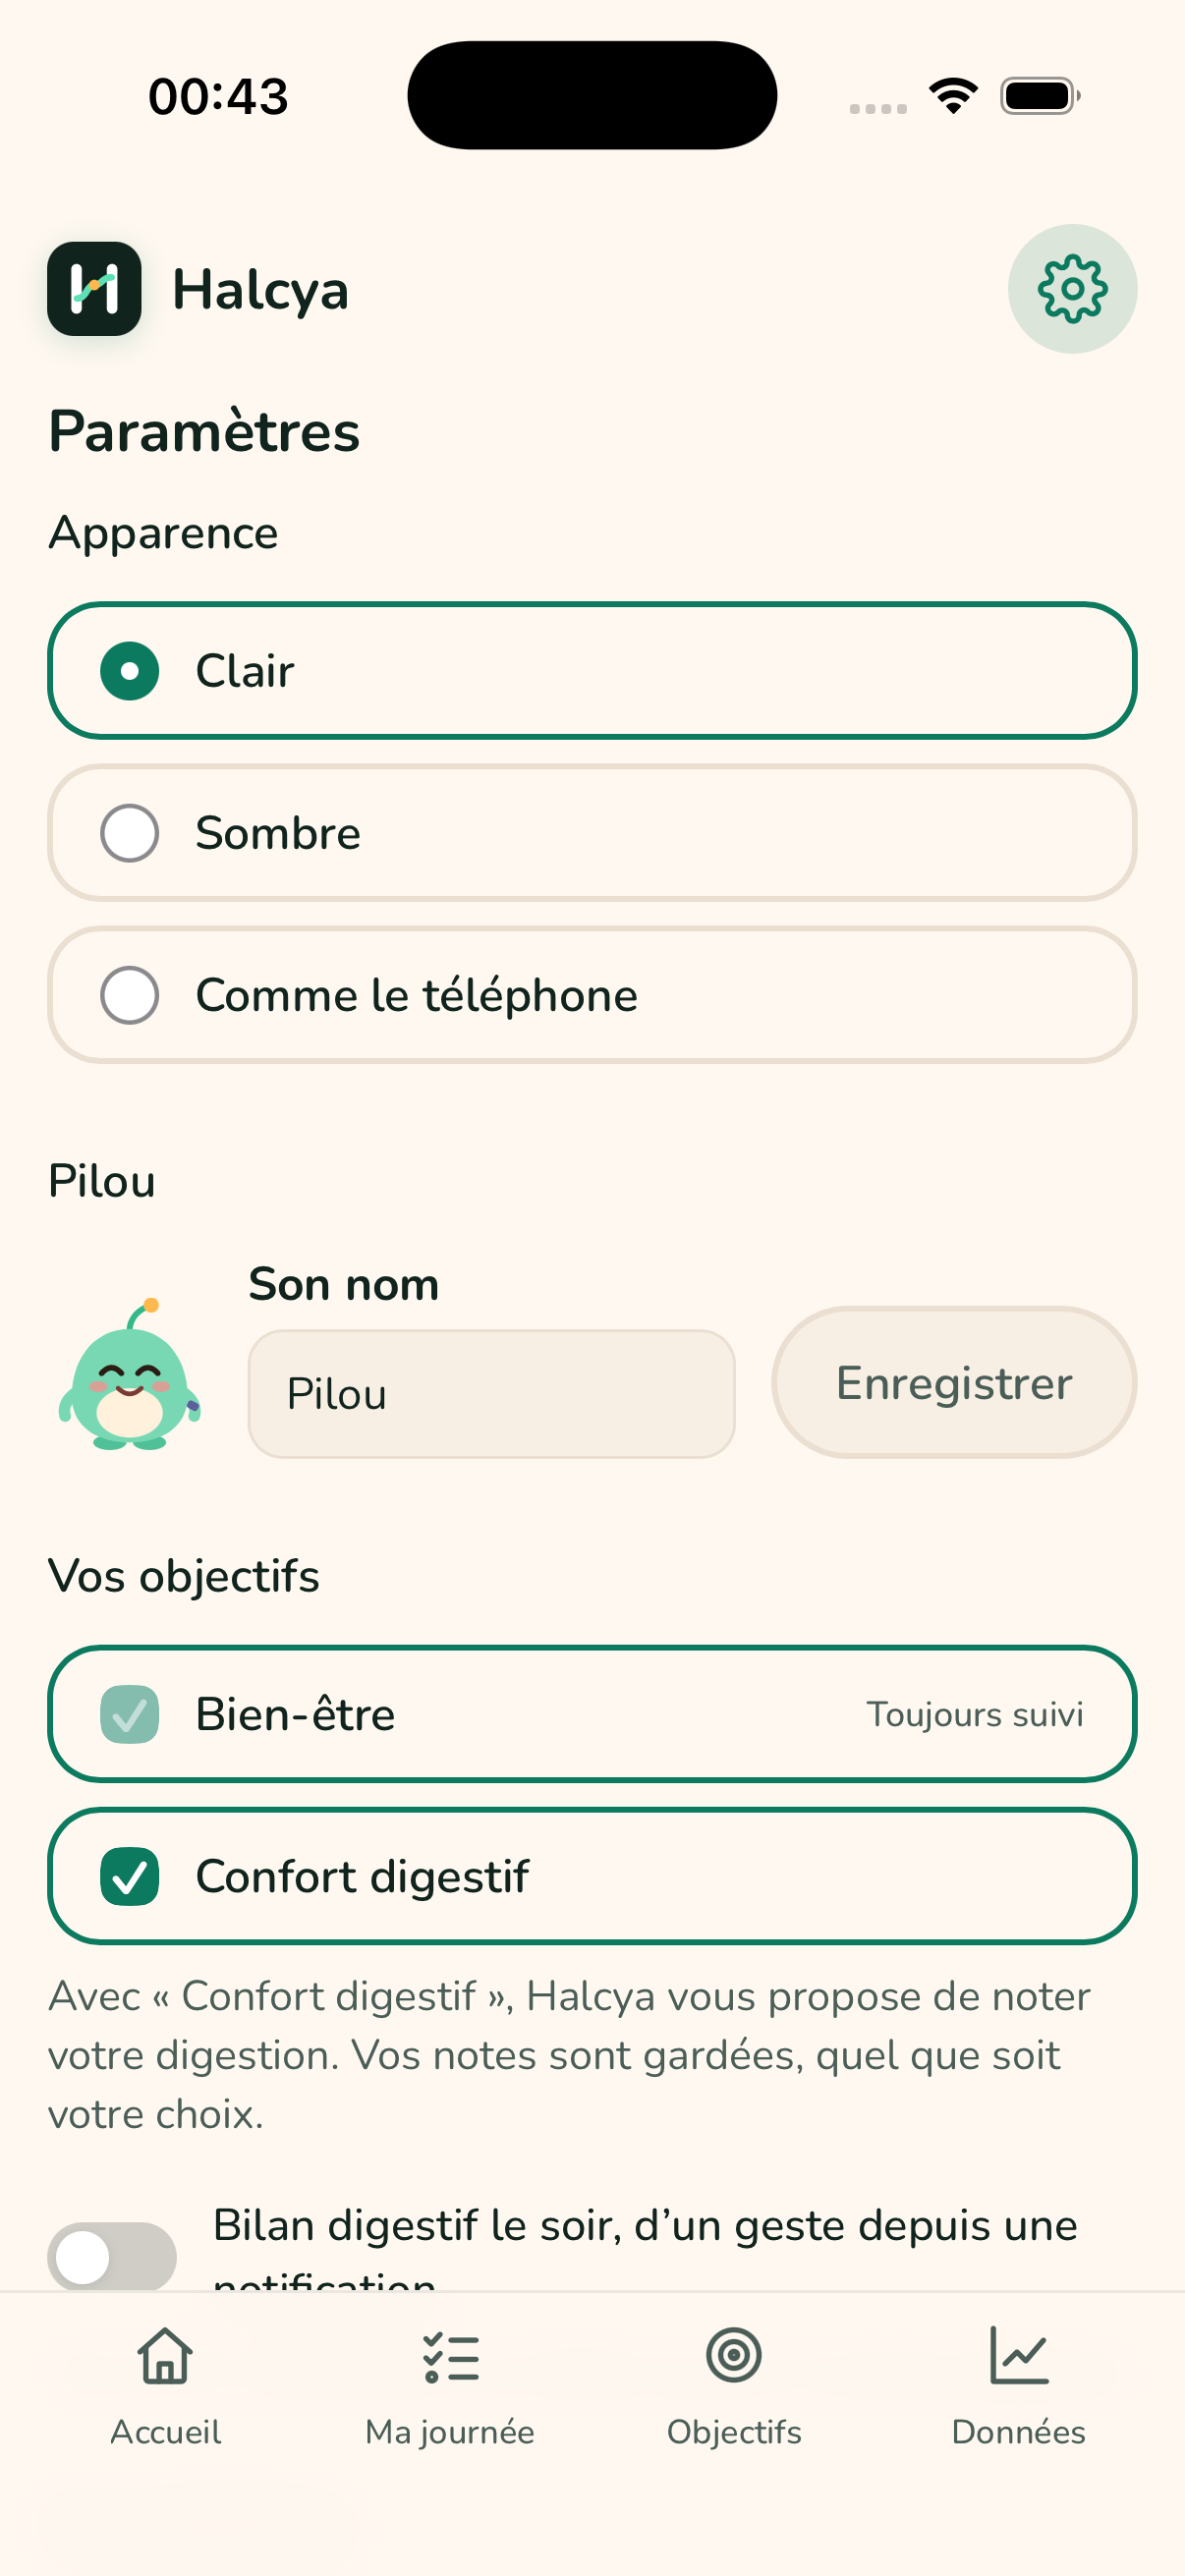 00:43
Halcya
Paramètres
Apparence
Clair
Sombre
Comme le téléphone
Pilou
Son nom
Pilou
Enregistrer
Vos objectifs
Bien-être
Toujours suivi
Confort digestif
Avec « Confort digestif », Halcya vous propose de noter
votre digestion. Vos notes sont gardées, quel que soit
votre choix.
Bilan digestif le soir, d’un geste depuis une
notification
Accueil
Ma journée
Objectifs
Données